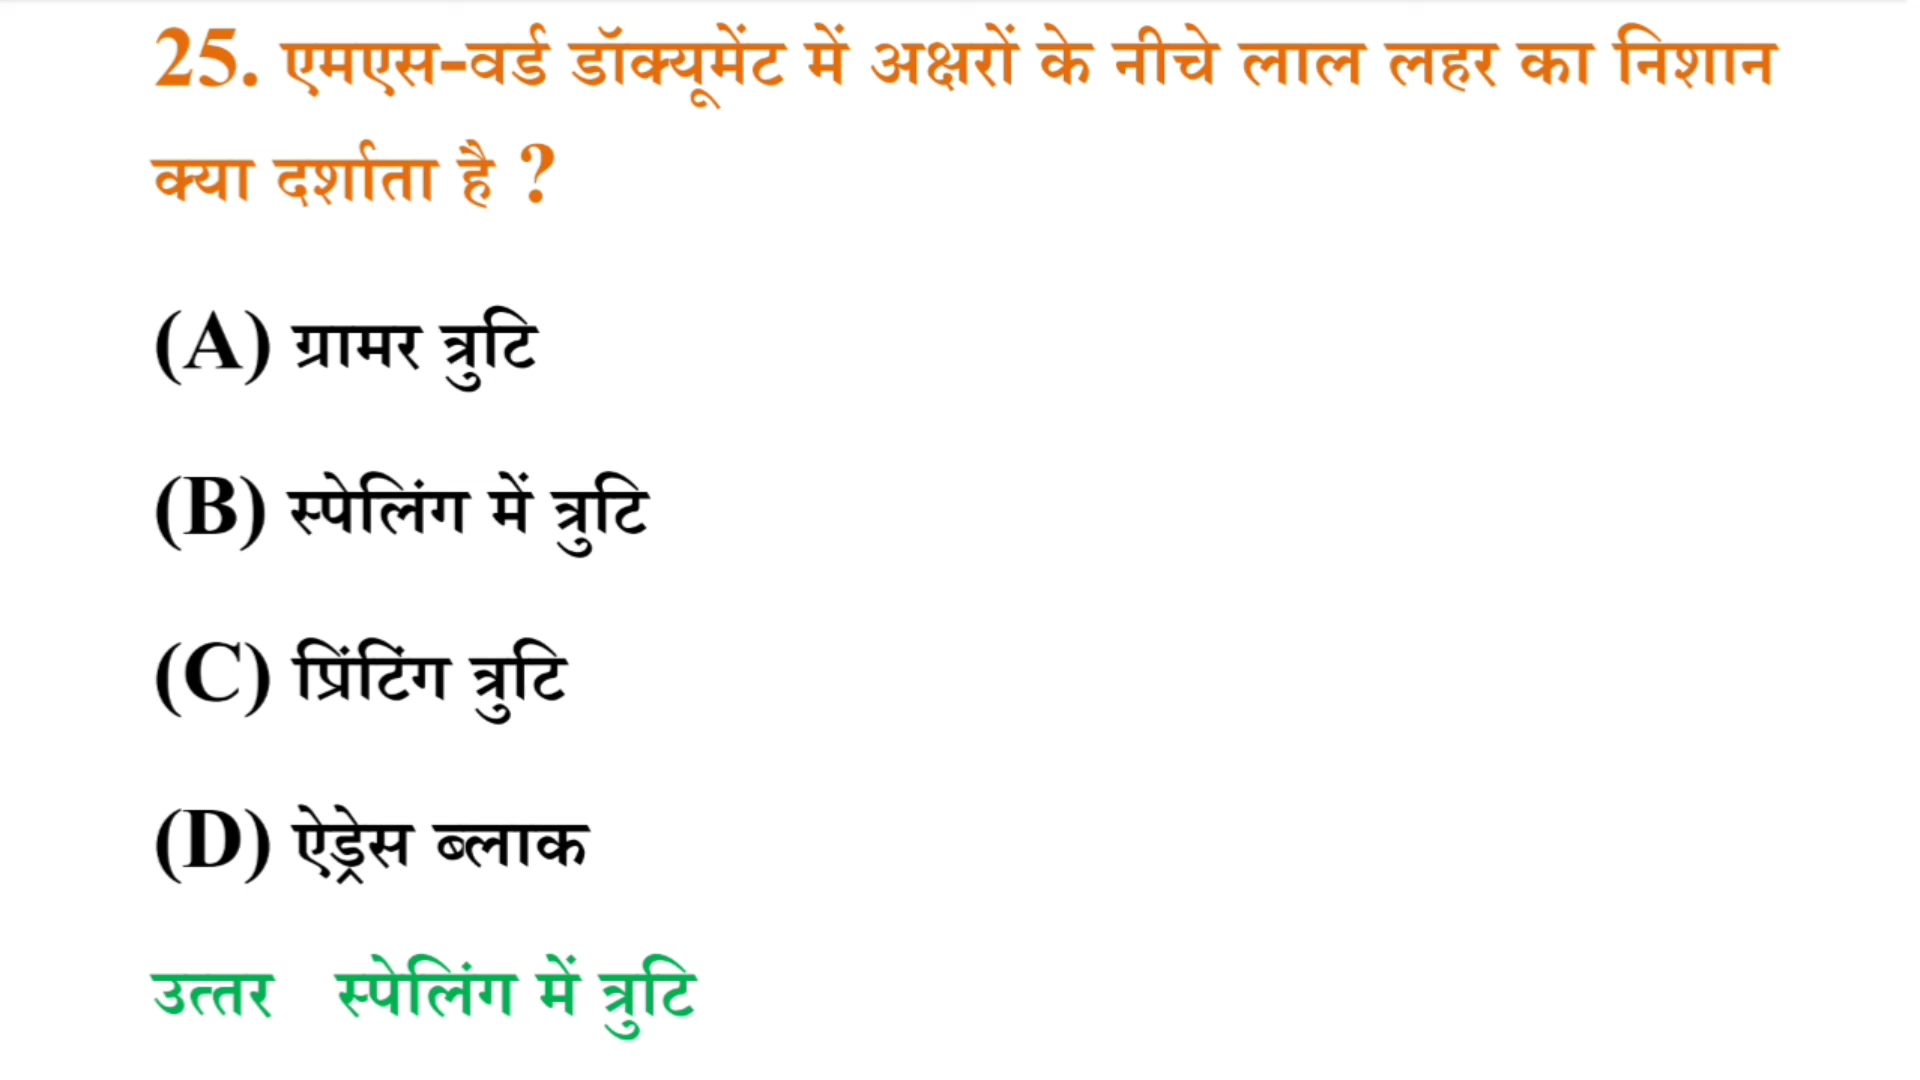 25. एमएस-वर्ड डॉक्यूमेंट में अक्षरों के नीचे लाल लहर का निशान
क्या दर्शाता है ?
(A) ग्रामर त्रुटि
(B) स्पेलिंग में त्रुटि
(C) प्रिंटिंग त्रुटि
(D) ऐड्रेस ब्लाक
उत्तर स्पेलिंग में त्रुटि